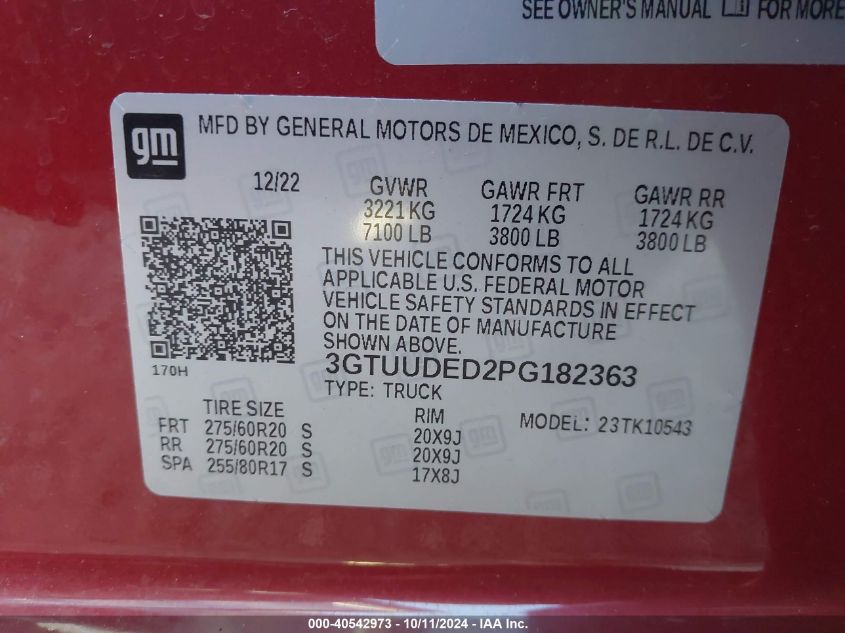 SEE OWNER'S MANUAL FOR MORE
gm
MFD BY GENERAL MOTORS DE MEXICO, S. DE R.L. DE C.V.
12/22 GVWR GAWR FRT GAWR RR
3221 KG 1724 KG 1724 KG
7100 LB 3800 LB 3800 LB
THIS VEHICLE CONFORMS TO ALL
APPLICABLE U.S. FEDERAL MOTOR
VEHICLE SAFETY STANDARDS IN EFFECT
ON THE DATE OF MANUFACTURE
SHOWN ABOVE.
170H
3GTUUDED2PG182363
TYPE: TRUCK
TIRE SIZE RIM MODEL: 23TK10543
FRT 275/60R20 S 20X9J
RR 275/60R20 S 20X9J
SPA 255/80R17 S 17X8J
000-40542973 - 10/11/2024 - IAAI.com